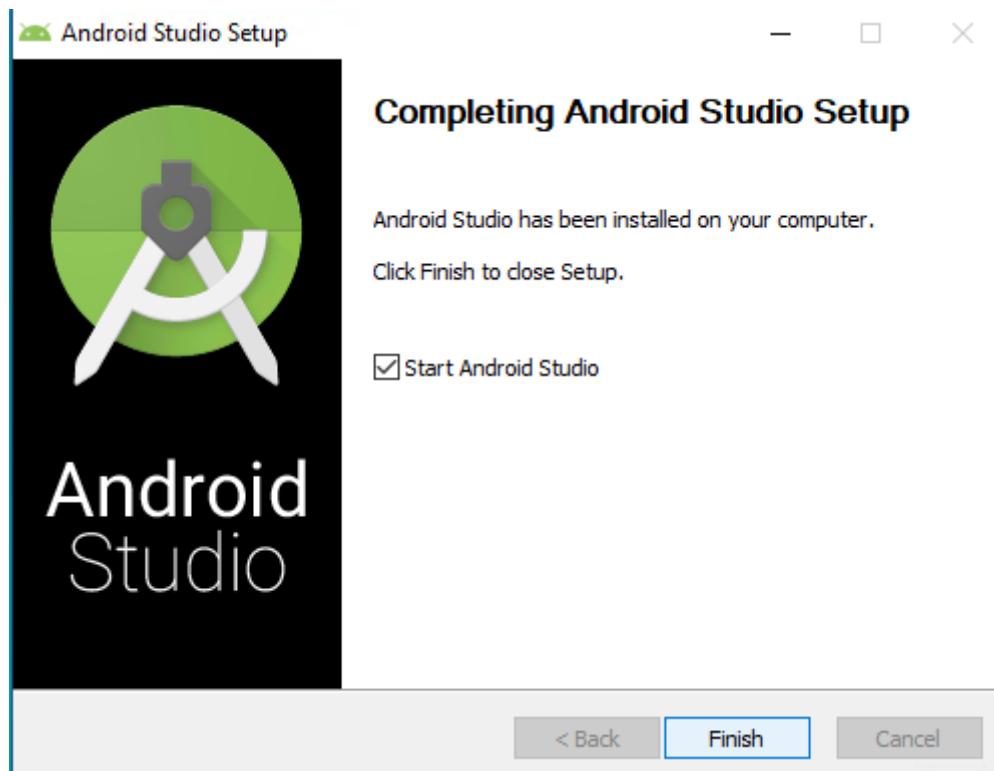 Android Studio Setup
Completing Android Studio Setup
Android Studio has been installed on your computer.
Click Finish to close Setup.
Start Android Studio
Android
Studio
< Back
Finish
Cancel